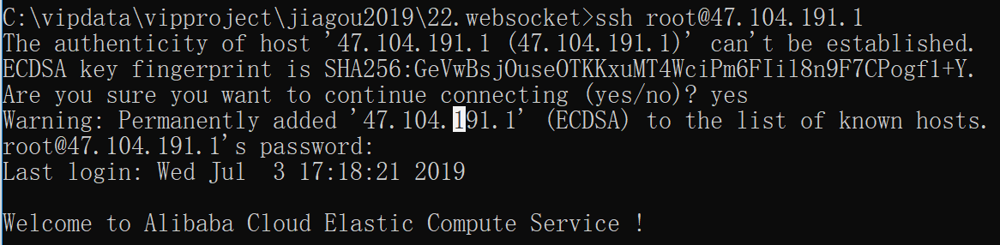 C:\vipdata\vipproject\jiagou2019\22.websocket>ssh root@47.104.191.1
The authenticity of host '47.104.191.1 (47.104.191.1)' can't be established.
ECDSA key fingerprint is SHA256:GeVwBsjOuseOTKKxuMT4WciPm6FIil8n9F7CPogf1+Y.
Are you sure you want to continue connecting (yes/no)? yes
Warning: Permanently added '47.104.191.1' (ECDSA) to the list of known hosts.
root@47.104.191.1's password:
Last login: Wed Jul  3 17:18:21 2019
Welcome to Alibaba Cloud Elastic Compute Service !